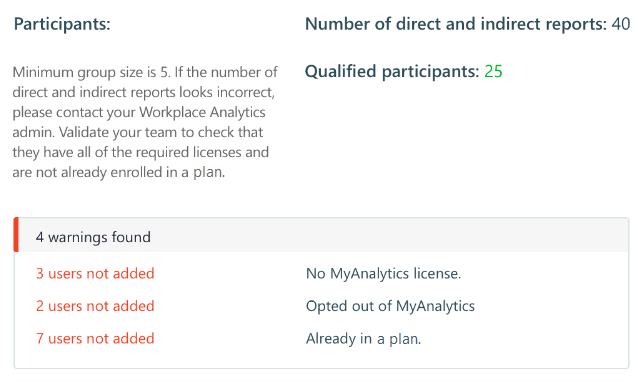 Participants:
Number of direct and indirect reports: 40
Minimum group size is 5. If the number of
direct and indirect reports looks incorrect,
please contact your Workplace Analytics
admin. Validate your team to check that
they have all of the required licenses and
are not already enrolled in a plan.
Qualified participants: 25
4 warnings found
3 users not added No MyAnalytics license.
2 users not added Opted out of MyAnalytics
7 users not added Already in a plan.